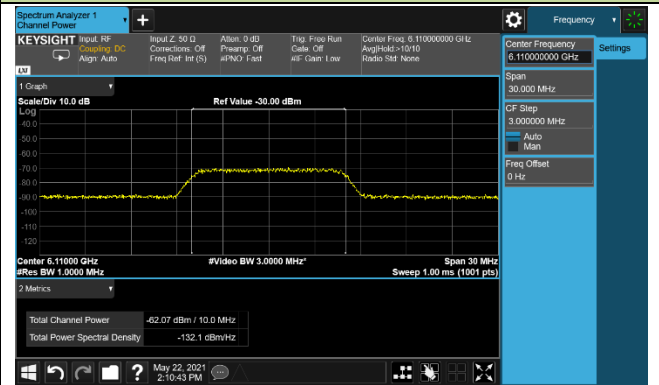 Spectrum Analyzer 1
Channel Power
Frequency
KEYSIGHT
Input: RF
Coupling: DC
Align: Auto
Input Z: 50 Ω
Corrections: Off
Freq Ref: Int (S)
Atten: 0 dB
Preamp: Off
#PNO: Fast
Trig: Free Run
Gate: Off
#IF Gain: Low
Center Freq: 6.110000000 GHz
Avg|Hold:>10/10
Radio Std: None
LXI
Center Frequency
6.110000000 GHz
Settings
Span
30.000 MHz
CF Step
3.000000 MHz
Auto
Man
Freq Offset
0 Hz
1 Graph
Scale/Div 10.0 dB
Ref Value -30.00 dBm
Log
-40.0
-50.0
-60.0
-70.0
-80.0
-90.0
-100
-110
-120
Center 6.11000 GHz
#Video BW 3.0000 MHz*
Span 30 MHz
#Res BW 1.0000 MHz
Sweep 1.00 ms (1001 pts)
2 Metrics
Total Channel Power -62.07 dBm / 10.0 MHz
Total Power Spectral Density -132.1 dBm/Hz
May 22, 2021
2:10:43 PM